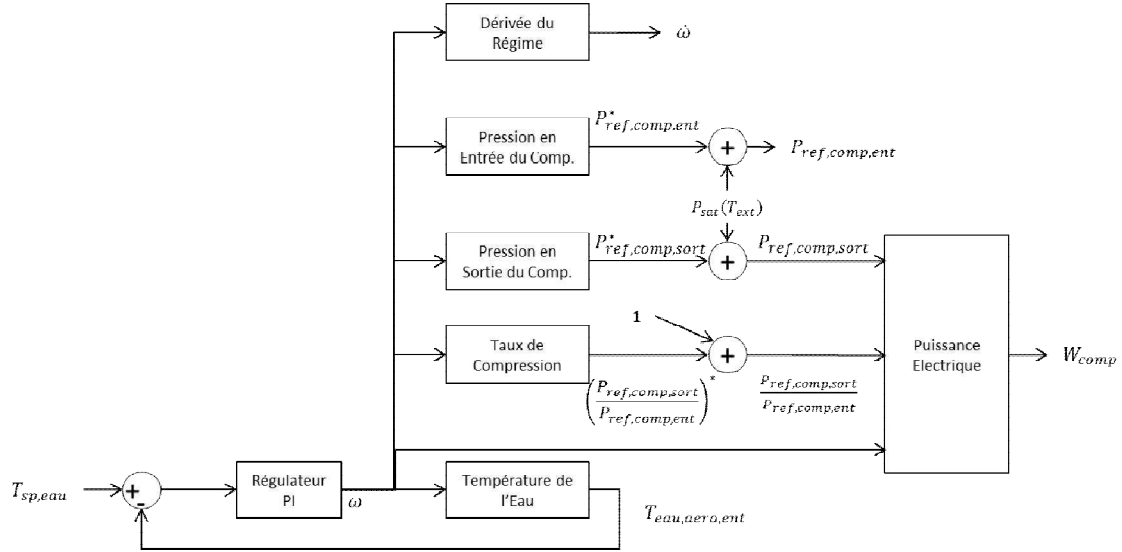 Dérivée du
Régime
ω̇
Pression en
Entrée du Comp.
P*ref,comp.ent
+
Pref,comp,ent
Psat(Text)
Pression en
Sortie du Comp.
P*ref,comp,sort
+
Pref,comp,sort
1
Taux de
Compression
+
(Pref,comp,sort / Pref,comp,ent)*
Pref,comp,sort / Pref,comp,ent
Puissance
Electrique
Wcomp
Tsp,eau
+
-
Régulateur
PI
ω
Température de
l'Eau
Teau,aero,ent